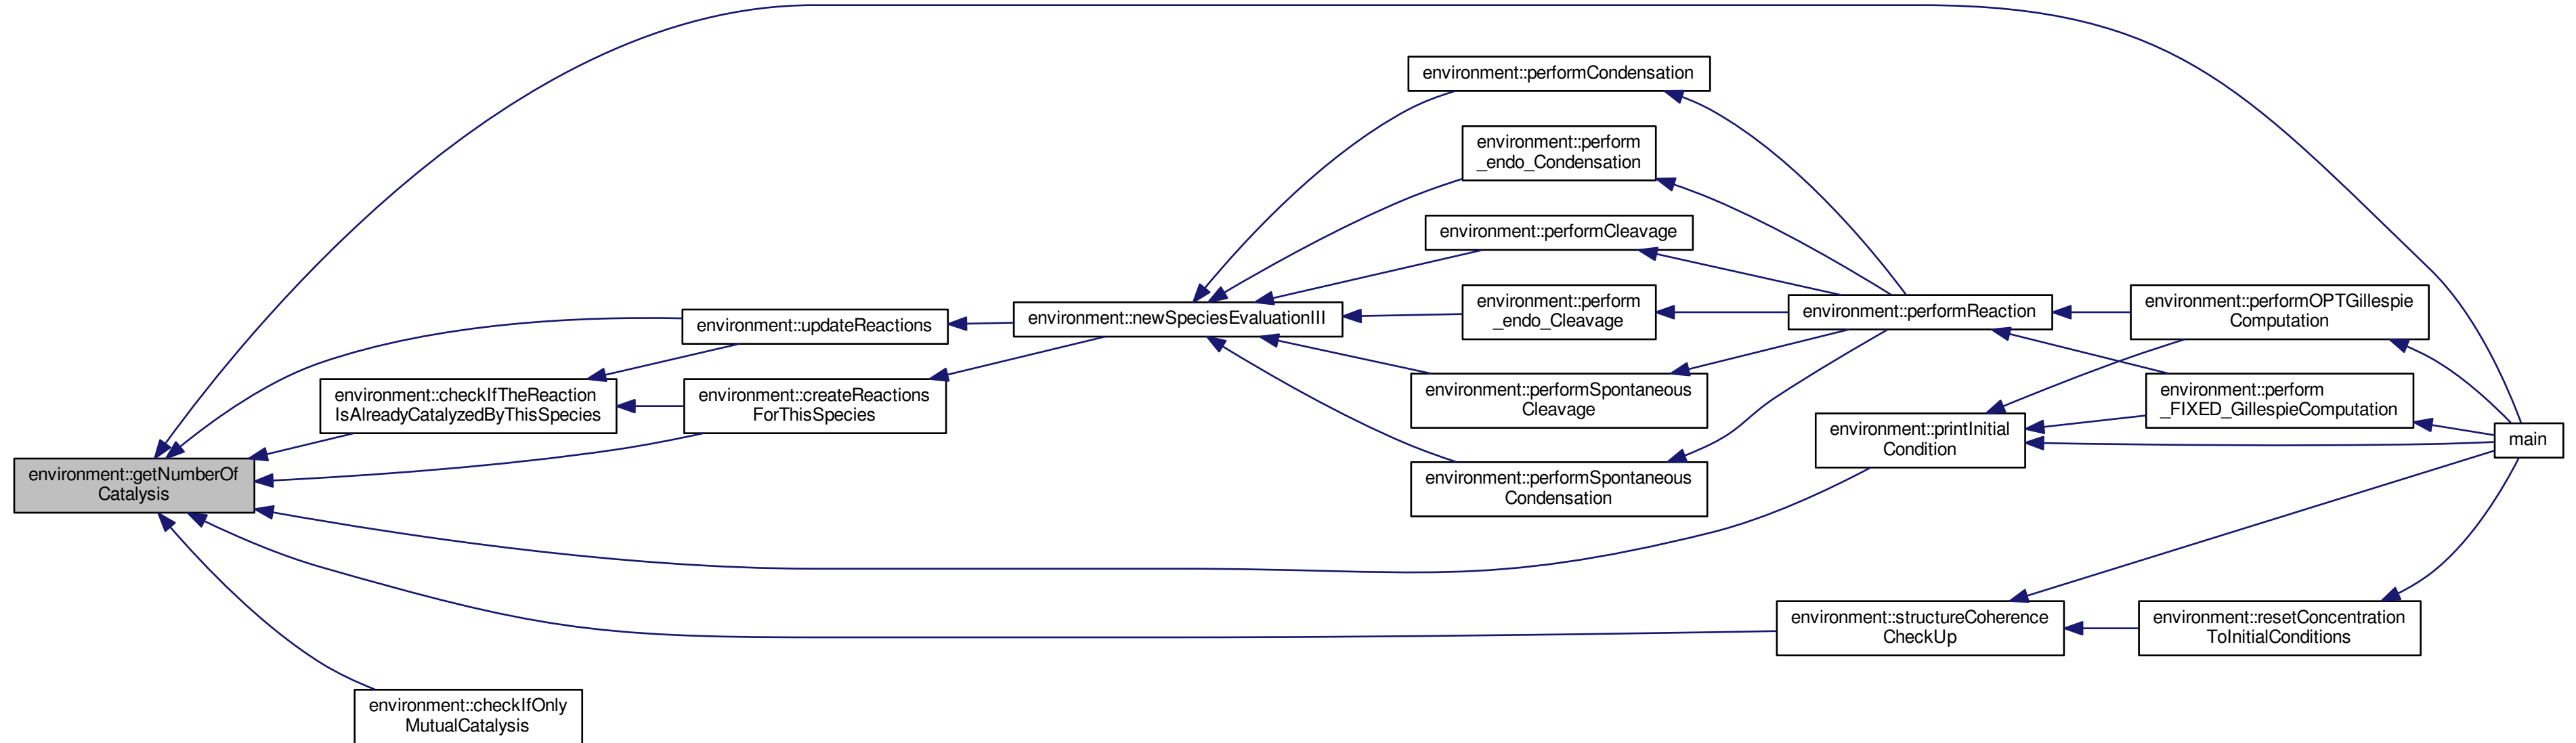 environment::performCondensation
environment::perform
_endo_Condensation
environment::performCleavage
environment::perform
_endo_Cleavage
environment::performSpontaneous
Cleavage
environment::performSpontaneous
Condensation
environment::updateReactions
environment::newSpeciesEvaluationIII
environment::performReaction
environment::performOPTGillespie
Computation
environment::checkIfTheReaction
IsAlreadyCatalyzedByThisSpecies
environment::createReactions
ForThisSpecies
environment::perform
_FIXED_GillespieComputation
environment::printInitial
Condition
main
environment::getNumberOf
Catalysis
environment::structureCoherence
CheckUp
environment::resetConcentration
ToInitialConditions
environment::checkIfOnly
MutualCatalysis